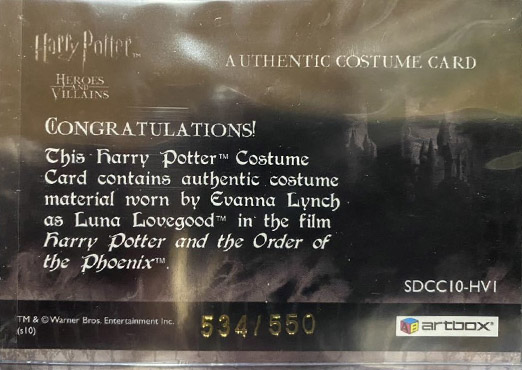 Harry Potter™
HEROES
AND
VILLAINS
AUTHENTIC COSTUME CARD
CONGRATULATIONS!
This Harry Potter™ Costume
Card contains authentic costume
material worn by Evanna Lynch
as Luna Lovegood™ in the film
Harry Potter and the Order of
the Phoenix™.
SDCC10-HV1
TM & © Warner Bros. Entertainment Inc.
(s10)
534/550
artbox®